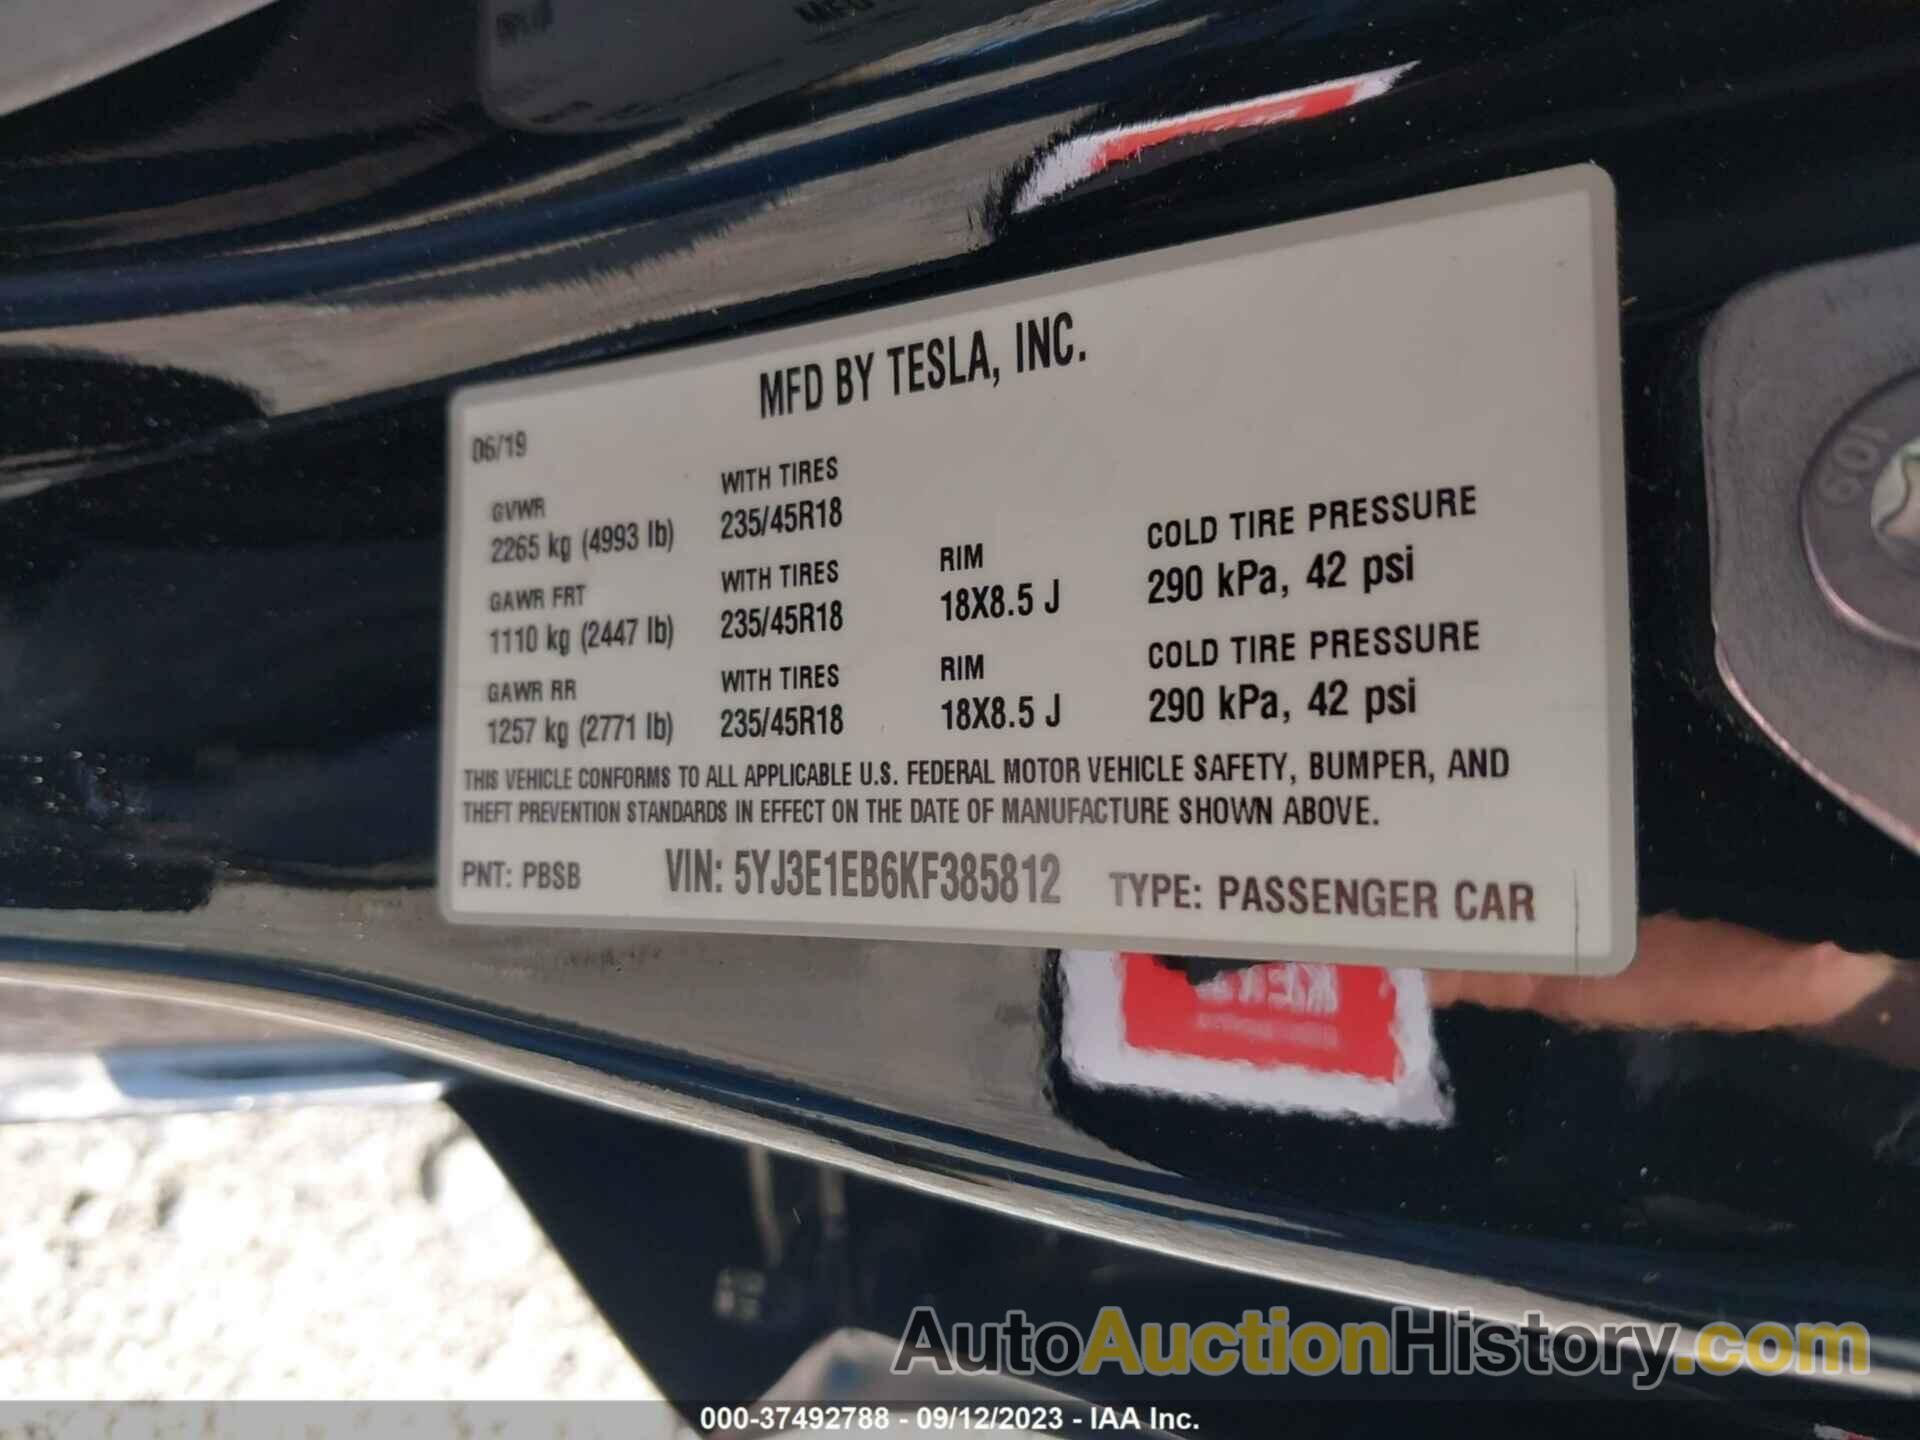 MFD BY TESLA, INC.
06/19
GVWR
2265 kg (4993 lb)
WITH TIRES
235/45R18
GAWR FRT
1110 kg (2447 lb)
WITH TIRES
235/45R18
RIM
18X8.5 J
COLD TIRE PRESSURE
290 kPa, 42 psi
GAWR RR
1257 kg (2771 lb)
WITH TIRES
235/45R18
RIM
18X8.5 J
COLD TIRE PRESSURE
290 kPa, 42 psi
THIS VEHICLE CONFORMS TO ALL APPLICABLE U.S. FEDERAL MOTOR VEHICLE SAFETY, BUMPER, AND
THEFT PREVENTION STANDARDS IN EFFECT ON THE DATE OF MANUFACTURE SHOWN ABOVE.
PNT: PBSB VIN: 5YJ3E1EB6KF385812 TYPE: PASSENGER CAR
109
AutoAuctionHistory.com
000-37492788 - 09/12/2023 - IAA Inc.